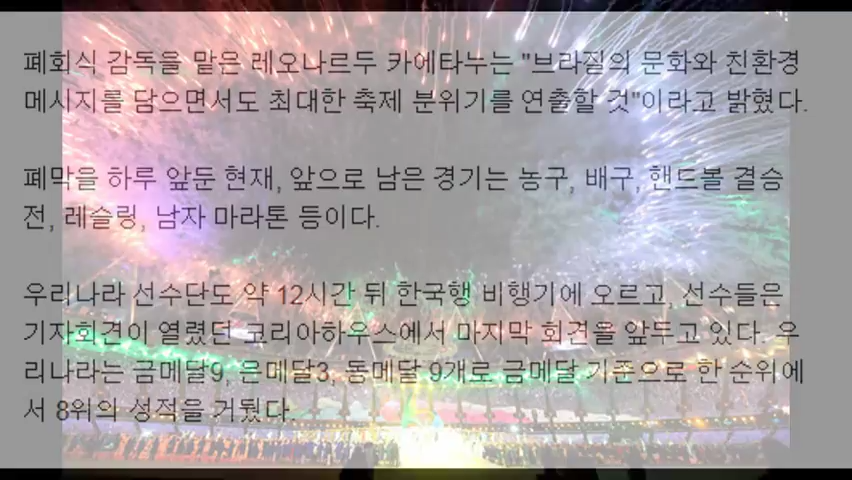 폐회식 감독을 맡은 레오나르두 카에타누는 "브라질의 문화와 친환경
메시지를 담으면서도 최대한 축제 분위기를 연출할 것"이라고 밝혔다.
폐막을 하루 앞둔 현재, 앞으로 남은 경기는 농구, 배구, 핸드볼 결승
전, 레슬링, 남자 마라톤 등이다.
우리나라 선수단도 약 12시간 뒤 한국행 비행기에 오르고, 선수들은
기자회견이 열렸던 코리아하우스에서 마지막 회견을 앞두고 있다. 우
리나라는 금메달9, 은메달3, 동메달 9개로 금메달 기준으로 한 순위에
서 8위의 성적을 거뒀다.